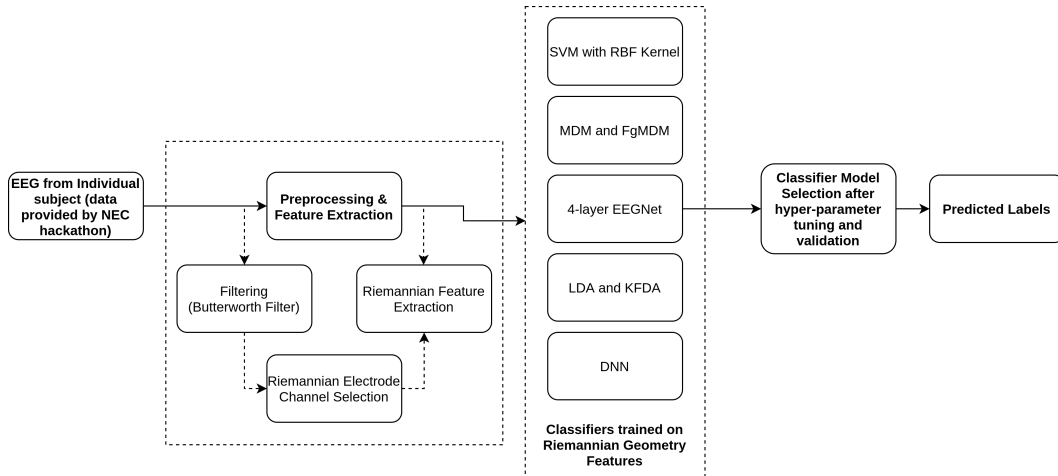 EEG from Individual
subject (data
provided by NEC
hackathon)
Preprocessing &
Feature Extraction
Filtering
(Butterworth Filter)
Riemannian Feature
Extraction
Riemannian Electrode
Channel Selection
SVM with RBF Kernel
MDM and FgMDM
4-layer EEGNet
LDA and KFDA
DNN
Classifiers trained on
Riemannian Geometry
Features
Classifier Model
Selection after
hyper-parameter
tuning and
validation
Predicted Labels